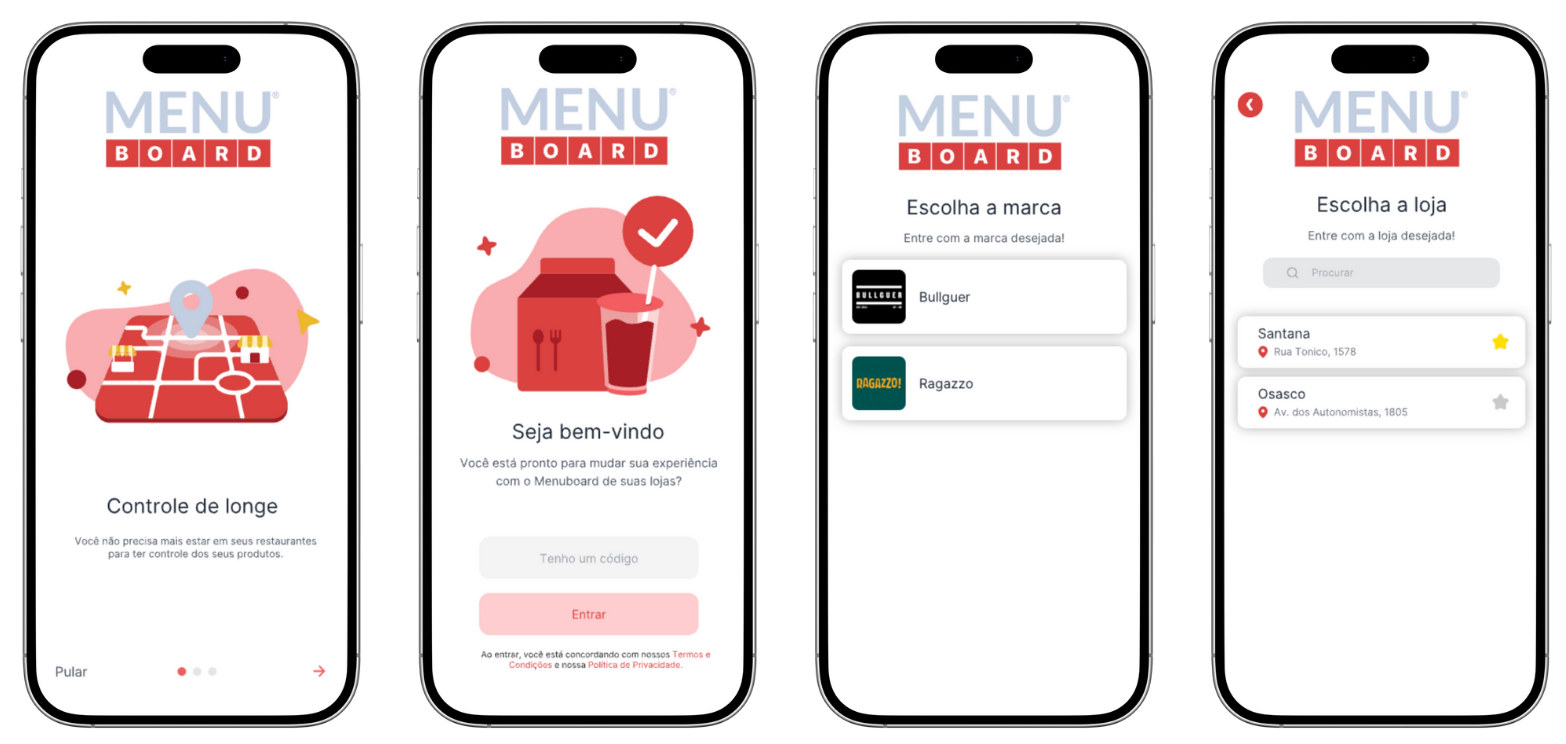 MENU®
BOARD
Controle de longe
Você não precisa mais estar em seus restaurantes
para ter controle dos seus produtos.
Pular
MENU®
BOARD
Seja bem-vindo
Você está pronto para mudar sua experiência
com o Menuboard de suas lojas?
Tenho um código
Entrar
Ao entrar, você está concordando com nossos Termos e
Condições e nossa Política de Privacidade.
MENU®
BOARD
Escolha a marca
Entre com a marca desejada!
BULLGUER
Bullguer
RAGAZZO!
Ragazzo
MENU®
BOARD
Escolha a loja
Entre com a loja desejada!
Procurar
Santana
Rua Tonico, 1578
Osasco
Av. dos Autonomistas, 1805